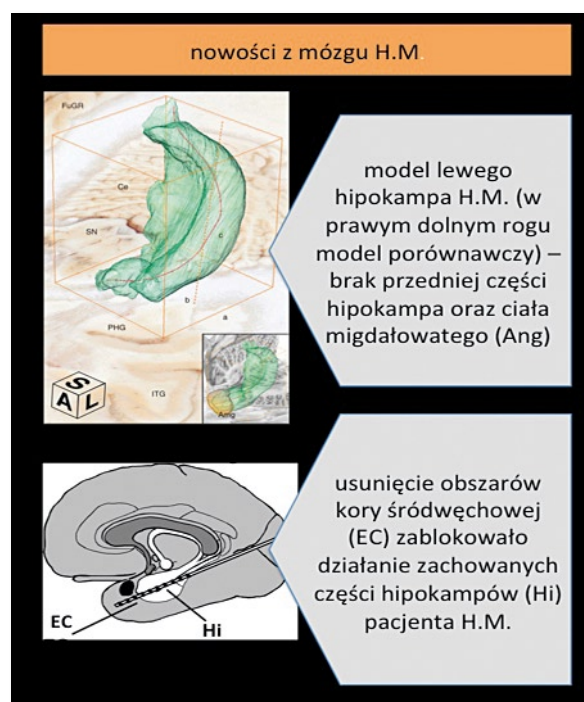 nowości z mózgu H.M.
FuGR
Ce
SN
c
b
a
PHG
ITG
Amg
S
A
L
model lewego
hipokampa H.M. (w
prawym dolnym rogu
model porównawczy) –
brak przedniej części
hipokampa oraz ciała
migdałowatego (Ang)
EC
Hi
usunięcie obszarów
kory śródwęchowej
(EC) zablokowało
działanie zachowanych
części hipokampów (Hi)
pacjenta H.M.